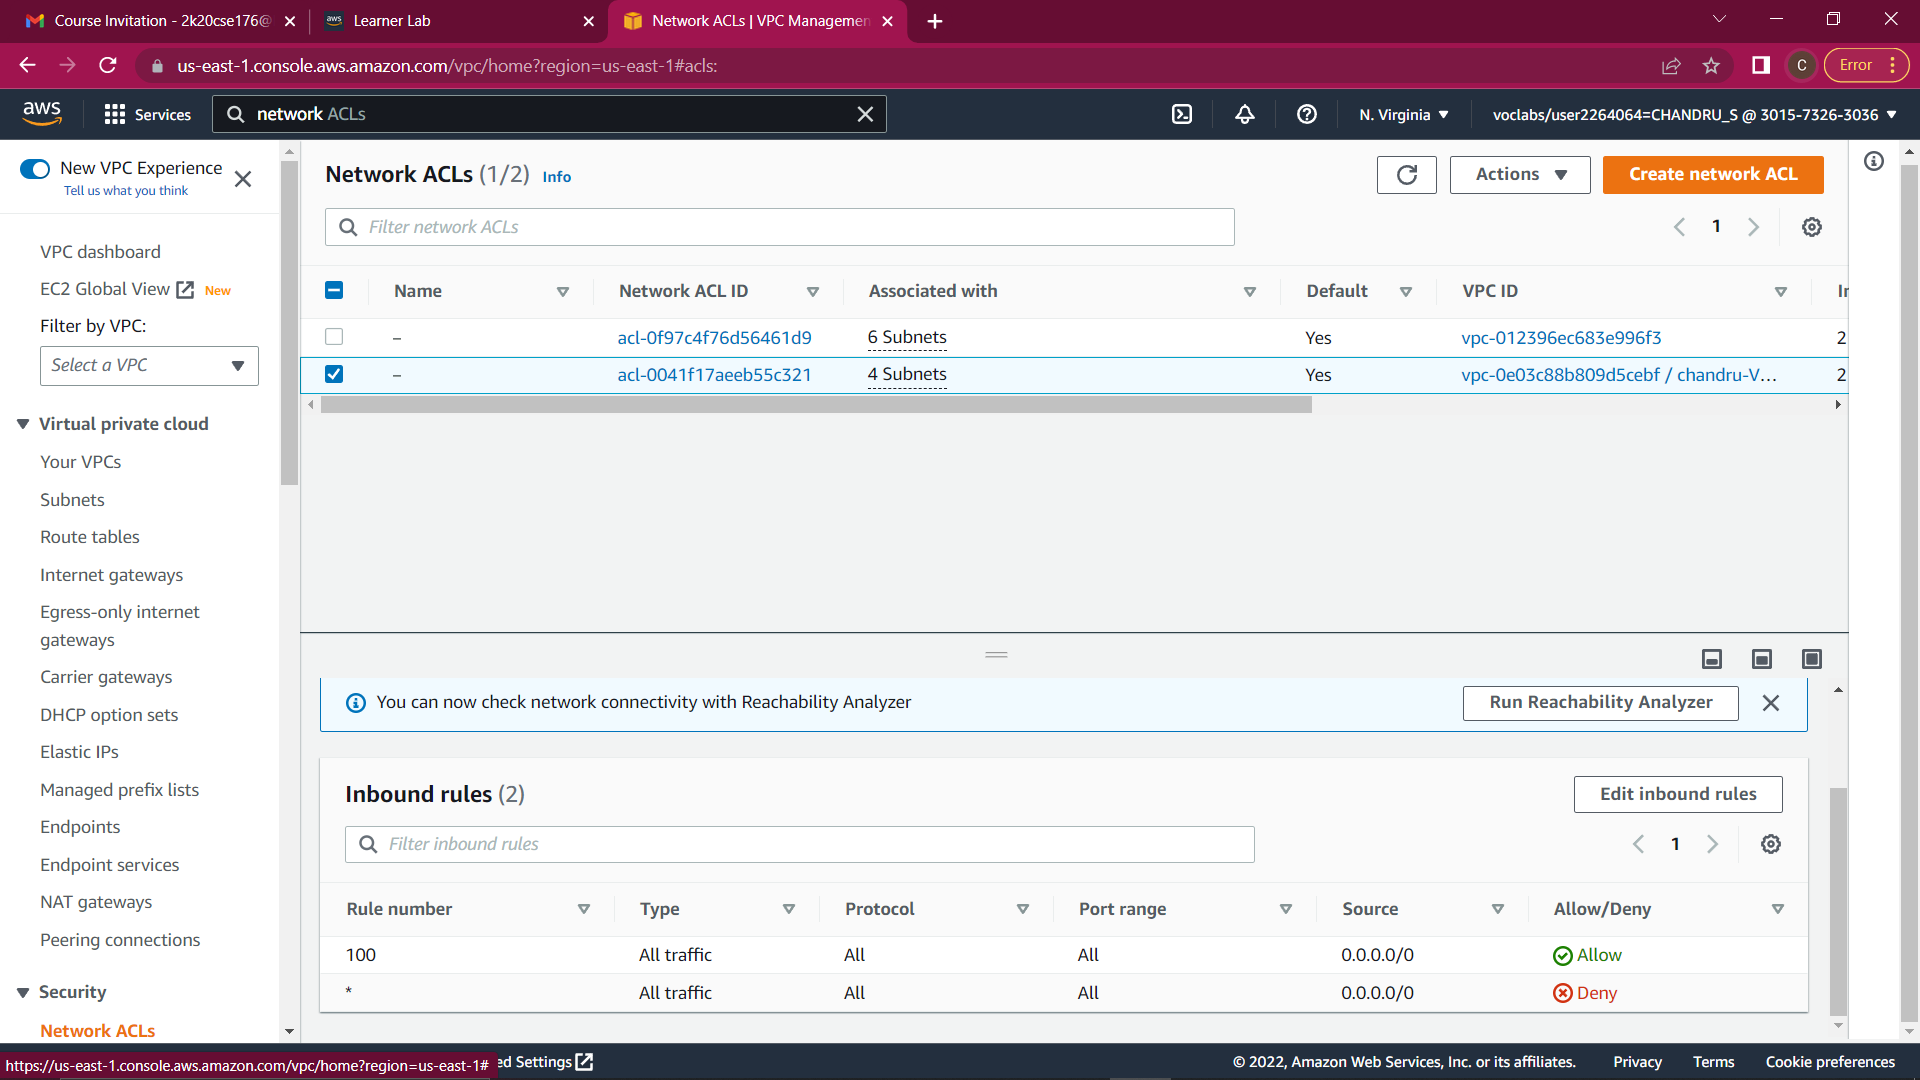 Course Invitation - 2k20cse176@
Learner Lab
Network ACLs | VPC Managemen
us-east-1.console.aws.amazon.com/vpc/home?region=us-east-1#acls:
C
Error
aws
Services
network ACLs
N. Virginia
voclabs/user2264064=CHANDRU_S @ 3015-7326-3036
New VPC Experience
Tell us what you think
VPC dashboard
EC2 Global View New
Filter by VPC:
Select a VPC
Virtual private cloud
Your VPCs
Subnets
Route tables
Internet gateways
Egress-only internet
gateways
Carrier gateways
DHCP option sets
Elastic IPs
Managed prefix lists
Endpoints
Endpoint services
NAT gateways
Peering connections
Security
Network ACLs
Network ACLs (1/2) Info
Actions
Create network ACL
Filter network ACLs
1
Name Network ACL ID Associated with Default VPC ID In
– acl-0f97c4f76d56461d9 6 Subnets Yes vpc-012396ec683e996f3 2
– acl-0041f17aeeb55c321 4 Subnets Yes vpc-0e03c88b809d5cebf / chandru-V... 2
You can now check network connectivity with Reachability Analyzer
Run Reachability Analyzer
Inbound rules (2)
Edit inbound rules
Filter inbound rules
1
Rule number Type Protocol Port range Source Allow/Deny
100 All traffic All All 0.0.0.0/0 Allow
* All traffic All All 0.0.0.0/0 Deny
https://us-east-1.console.aws.amazon.com/vpc/home?region=us-east-1#
ed Settings
© 2022, Amazon Web Services, Inc. or its affiliates.
Privacy
Terms
Cookie preferences